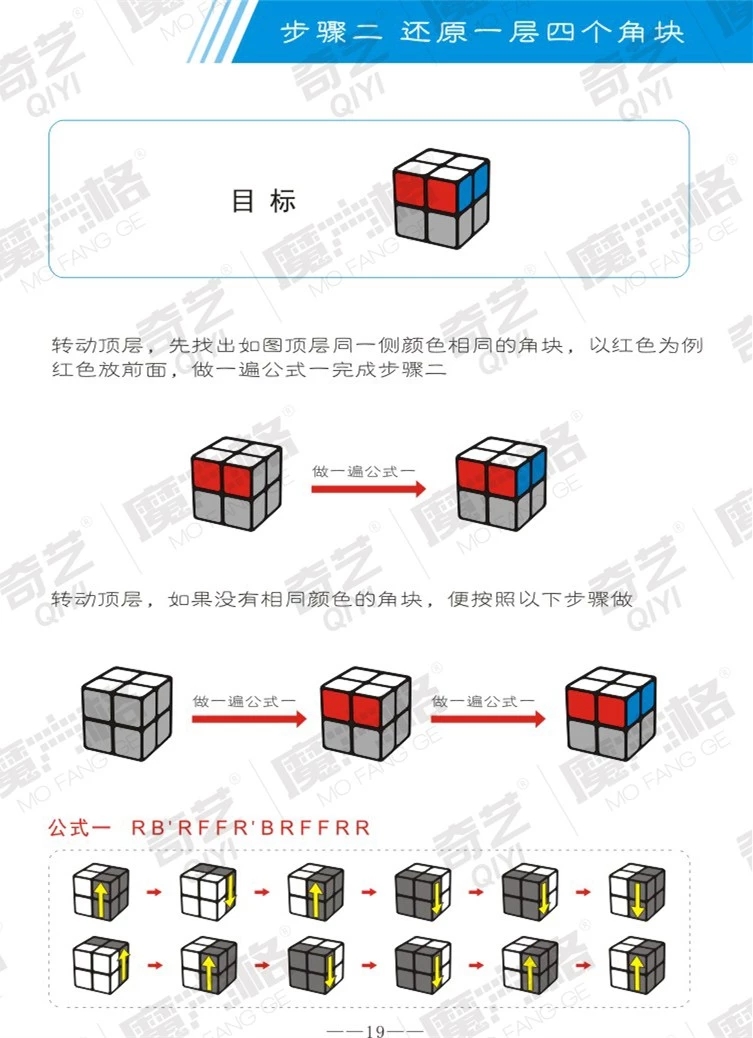 步骤二 还原一层四个角块
目 标
转动顶层，先找出如图顶层同一侧颜色相同的角块，以红色为例
红色放前面，做一遍公式一完成步骤二
做一遍公式一
转动顶层，如果没有相同颜色的角块，便按照以下步骤做
做一遍公式一
做一遍公式一
公式一 R B' R F F R' B R F F R R
——19——
奇艺®
QIYI
魔方格®
MO FANG GE